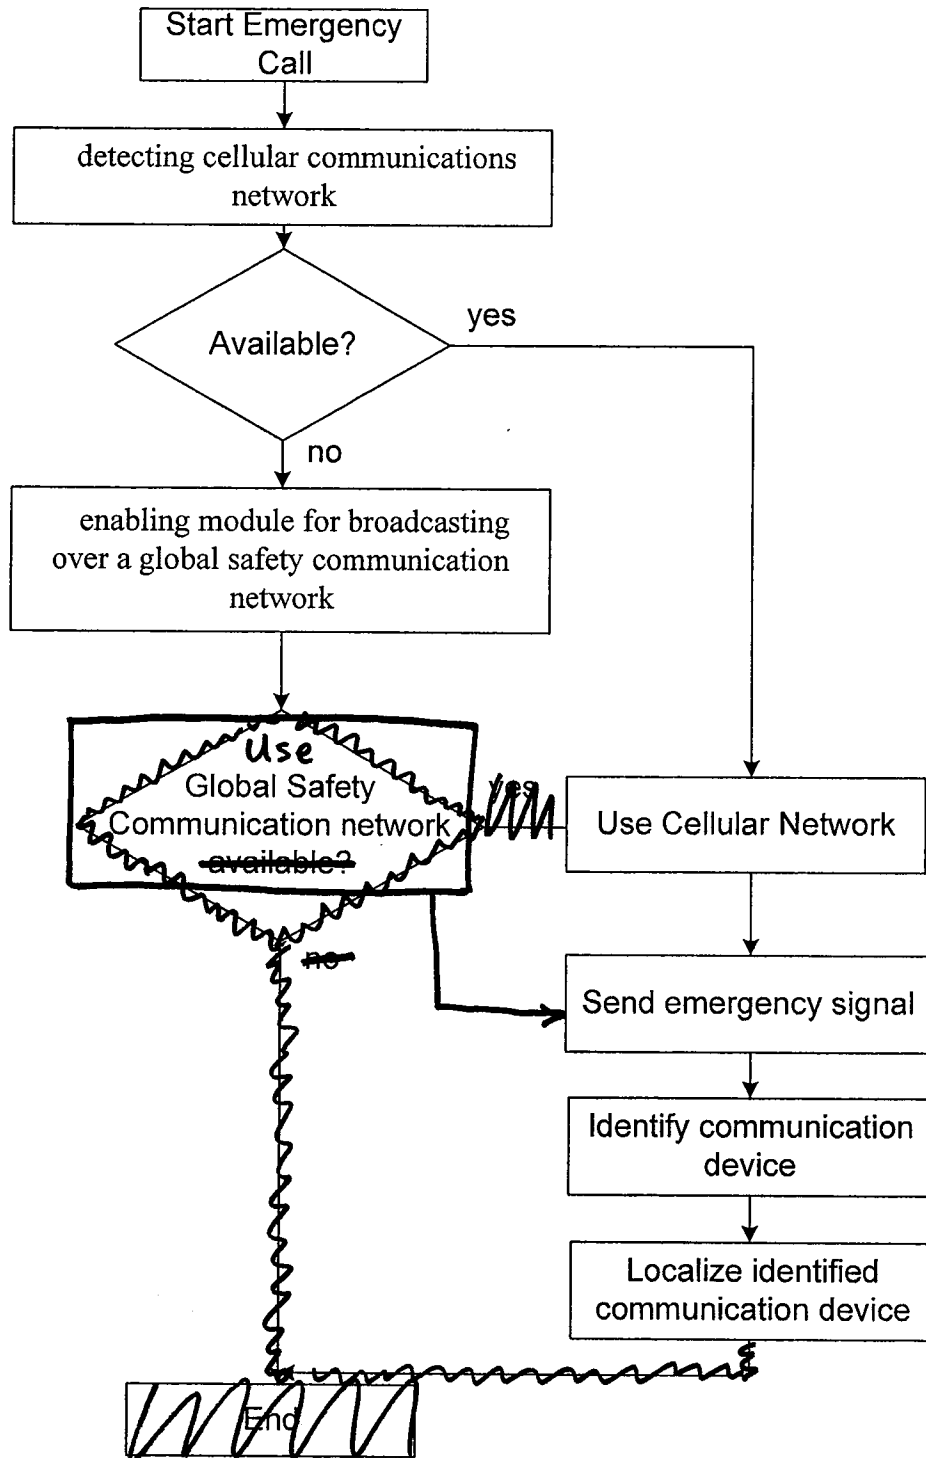 Start Emergency
Call
detecting cellular communications
network
Available?
yes
no
enabling module for broadcasting
over a global safety communication
network
Use
Global Safety
Communication network
available?
yes
no
Use Cellular Network
Send emergency signal
Identify communication
device
Localize identified
communication device
End